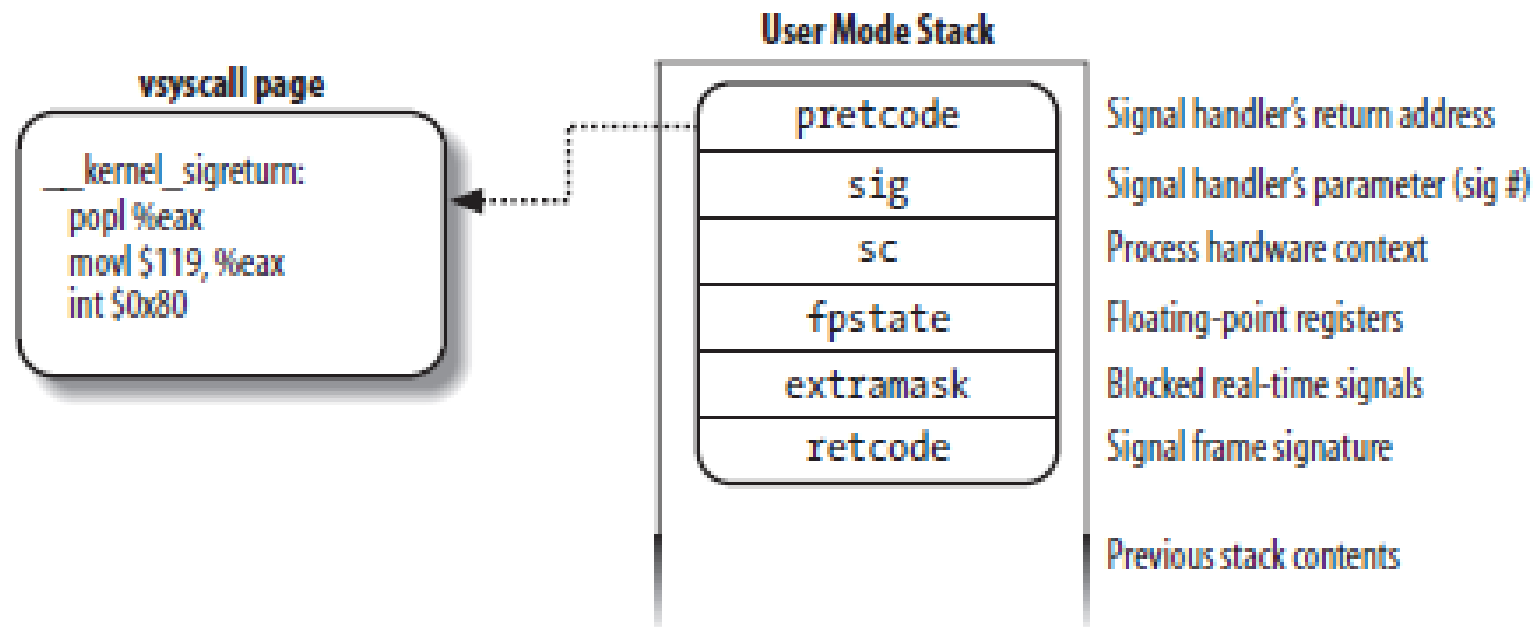 User Mode Stack
vsyscall page
__kernel_sigreturn:
popl %eax
movl $119, %eax
int $0x80
pretcode
Signal handler's return address
sig
Signal handler's parameter (sig #)
sc
Process hardware context
fpstate
Floating-point registers
extramask
Blocked real-time signals
retcode
Signal frame signature
Previous stack contents